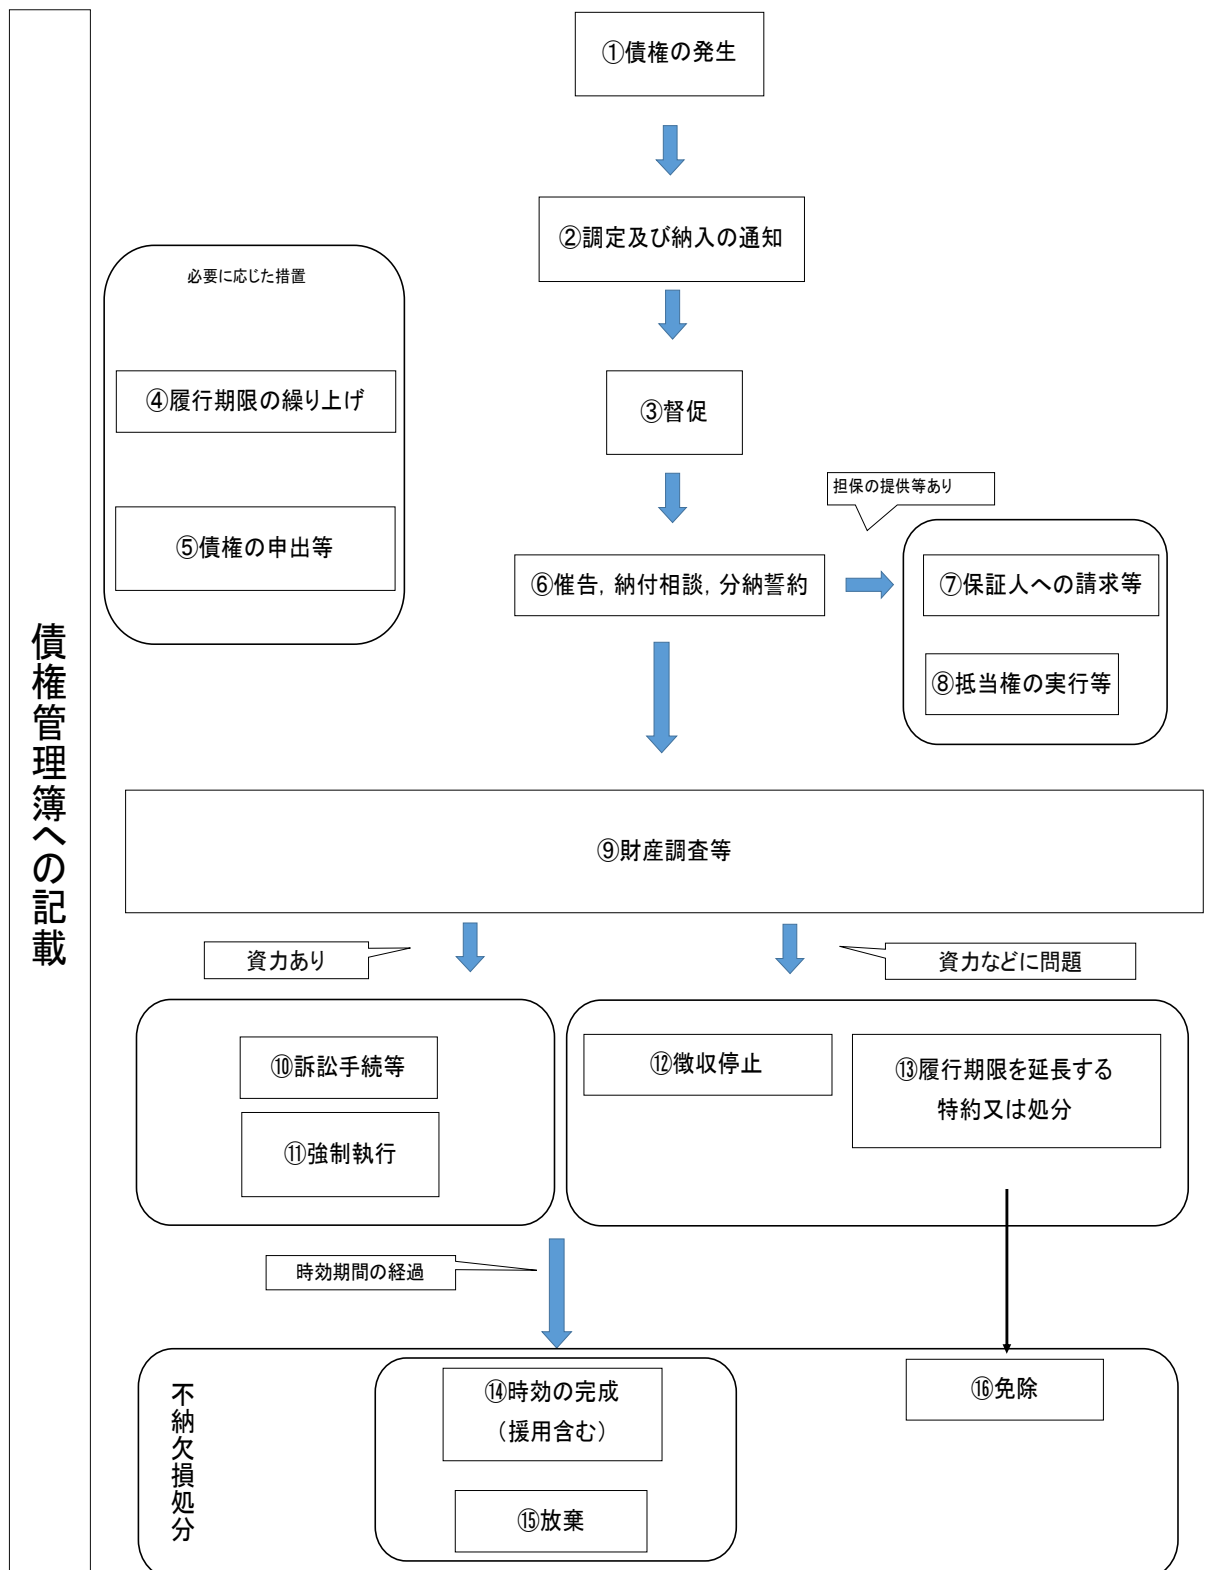 ①債権の発生
②調定及び納入の通知
必要に応じた措置
④履行期限の繰り上げ
⑤債権の申出等
③督促
担保の提供等あり
⑥催告，納付相談，分納誓約
⑦保証人への請求等
⑧抵当権の実行等
債権管理簿への記載
⑨財産調査等
資力あり
資力などに問題
⑩訴訟手続等
⑪強制執行
⑫徴収停止
⑬履行期限を延長する
特約又は処分
時効期間の経過
不納欠損処分
⑭時効の完成
（援用含む）
⑮放棄
⑯免除